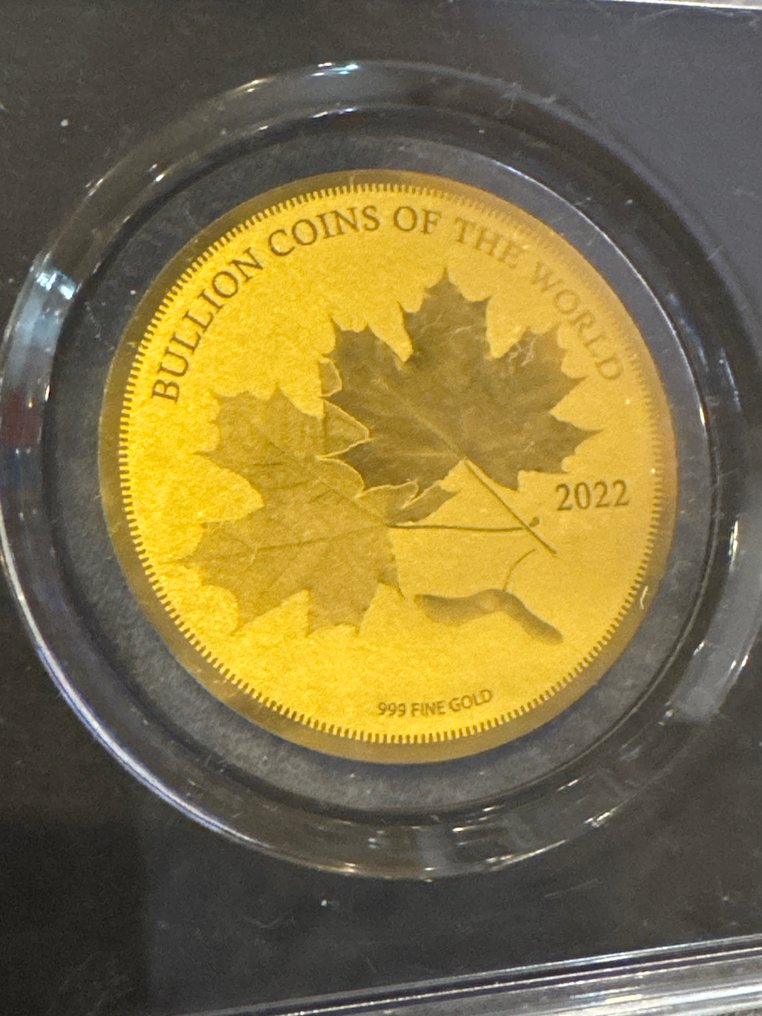 BULLION COINS OF THE WORLD
2022
999 FINE GOLD